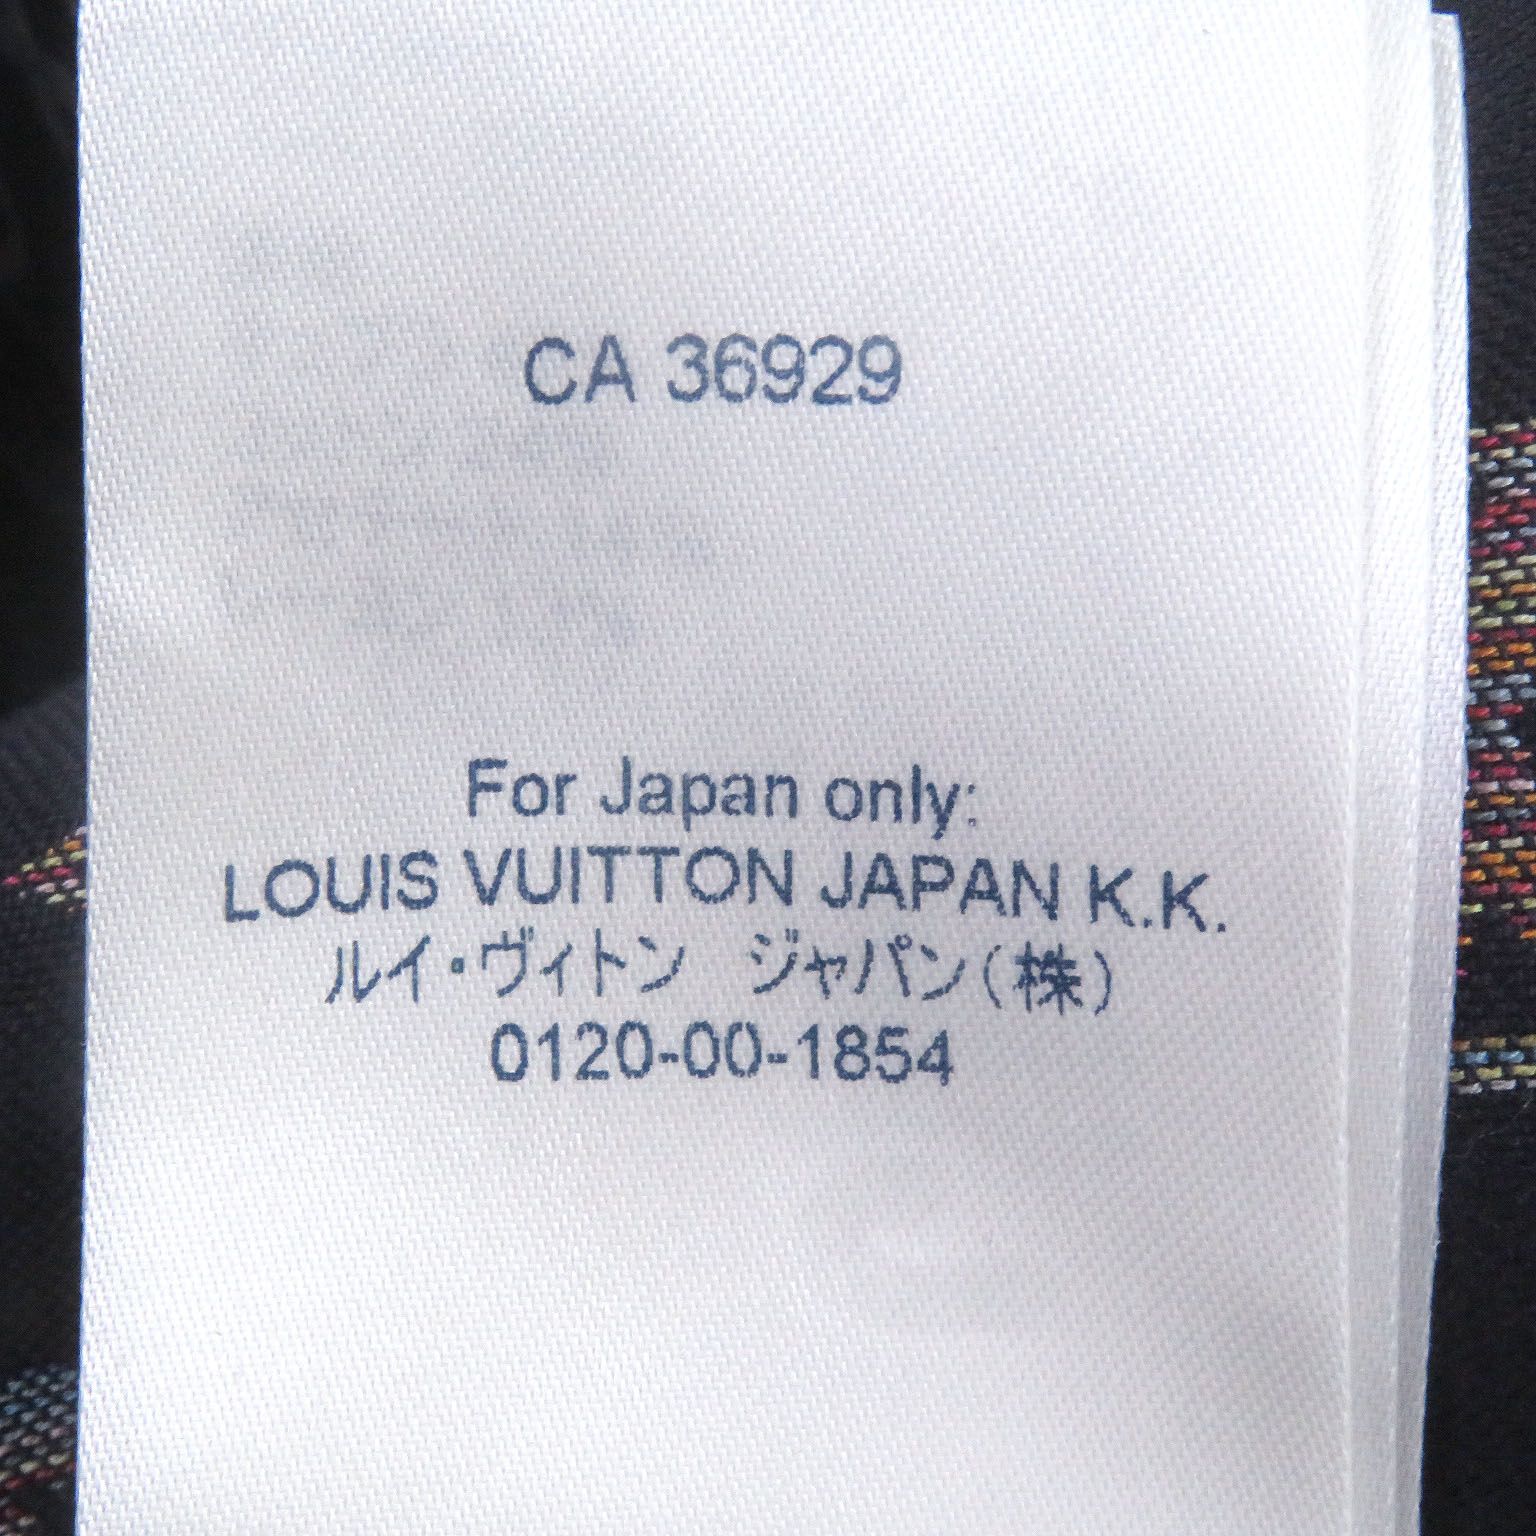 CA 36929
For Japan only:
LOUIS VUITTON JAPAN K.K.
ルイ・ヴィトン　ジャパン(株)
0120-00-1854